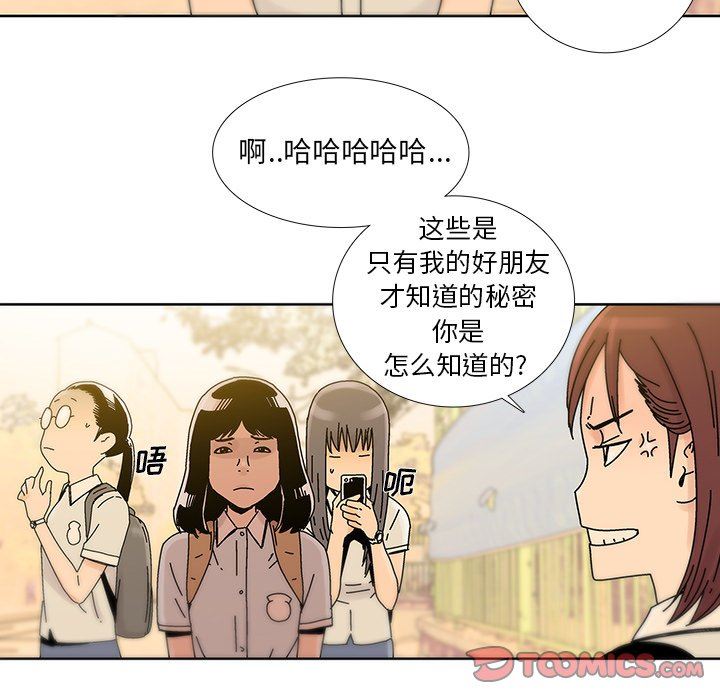 啊..哈哈哈哈哈...
这些是
只有我的好朋友
才知道的秘密
你是
怎么知道的?
唔
呃
DTCOMICS.COM